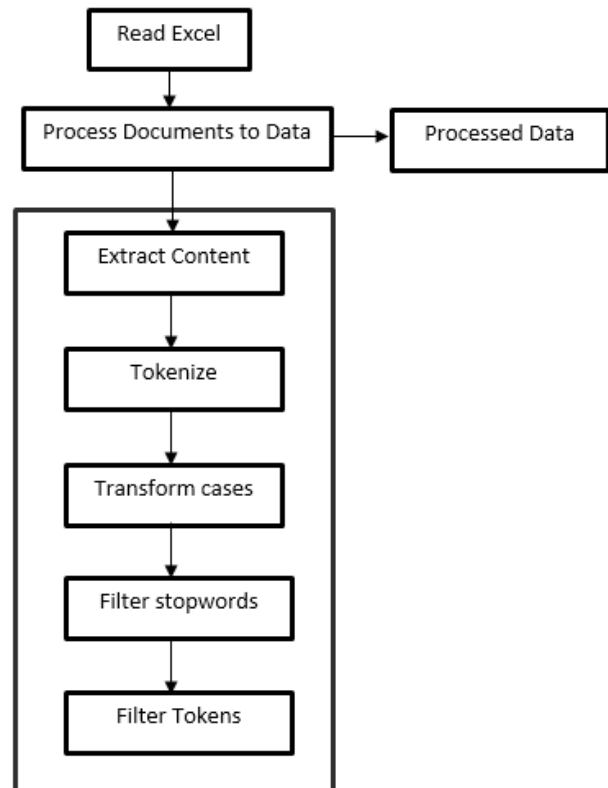 Read Excel
Process Documents to Data
Processed Data
Extract Content
Tokenize
Transform cases
Filter stopwords
Filter Tokens